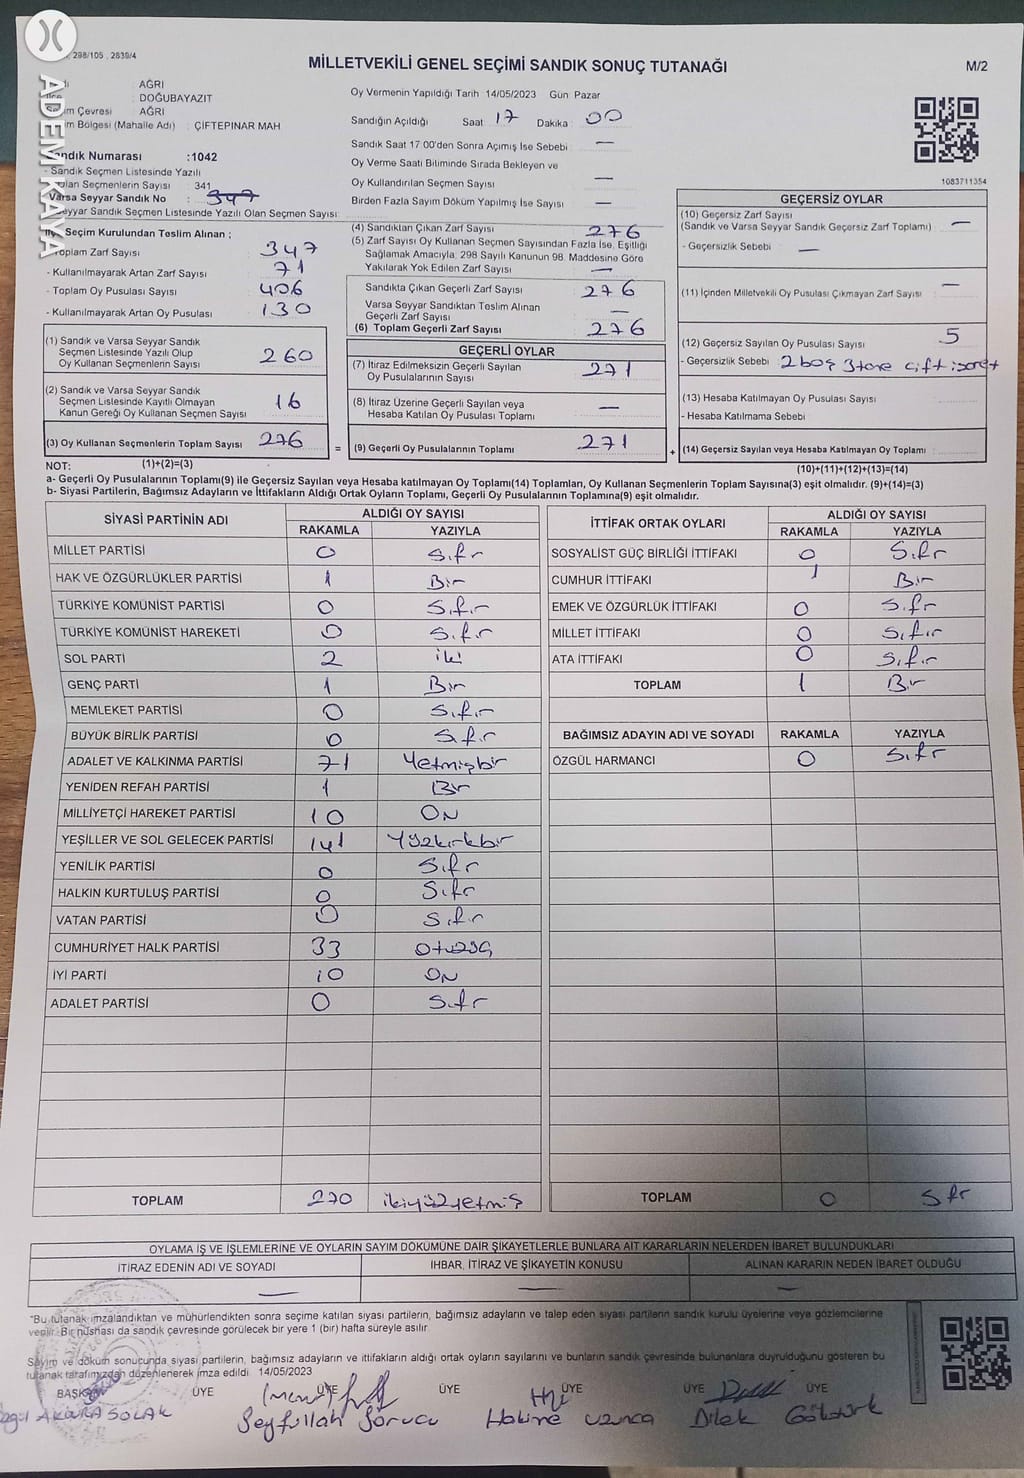 ADEM KAYA
298/105 , 2839/4
MİLLETVEKİLİ GENEL SEÇİMİ SANDIK SONUÇ TUTANAĞI
M/2
: AĞRI
: DOĞUBAYAZIT
Çevresi : AĞRI
Bölgesi (Mahalle Adı) : ÇİFTEPINAR MAH
Oy Vermenin Yapıldığı Tarih 14/05/2023 Gün: Pazar
Sandığın Açıldığı Saat: 17 Dakika : 00
Sandık Saat 17:00'den Sonra Açımış İse Sebebi : —
Oy Verme Saati Bitiminde Sırada Bekleyen ve
Oy Kullandırılan Seçmen Sayısı —
Birden Fazla Sayım Döküm Yapılmış İse Sayısı —
1083711354
Sandık Numarası :1042
- Sandık Seçmen Listesinde Yazılı
Olan Seçmenlerin Sayısı : 341
Varsa Seyyar Sandık No : 347
Seyyar Sandık Seçmen Listesinde Yazılı Olan Seçmen Sayısı:
Seçim Kurulundan Teslim Alınan ;
Toplam Zarf Sayısı 347
- Kullanılmayarak Artan Zarf Sayısı 71
- Toplam Oy Pusulası Sayısı 406
- Kullanılmayarak Artan Oy Pusulası 130
(1) Sandık ve Varsa Seyyar Sandık
Seçmen Listesinde Yazılı Olup
Oy Kullanan Seçmenlerin Sayısı 260
(2) Sandık ve Varsa Seyyar Sandık
Seçmen Listesinde Kayıtlı Olmayan
Kanun Gereği Oy Kullanan Seçmen Sayısı 16
(3) Oy Kullanan Seçmenlerin Toplam Sayısı 276
(1)+(2)=(3)
(4) Sandıktan Çıkan Zarf Sayısı 276
(5) Zarf Sayısı Oy Kullanan Seçmen Sayısından Fazla İse, Eşitliği
Sağlamak Amacıyla; 298 Sayılı Kanunun 98. Maddesine Göre
Yakılarak Yok Edilen Zarf Sayısı —
Sandıkta Çıkan Geçerli Zarf Sayısı 276
Varsa Seyyar Sandıktan Teslim Alınan
Geçerli Zarf Sayısı —
(6) Toplam Geçerli Zarf Sayısı 276
GEÇERLİ OYLAR
(7) İtiraz Edilmeksizin Geçerli Sayılan
Oy Pusulalarının Sayısı 271
(8) İtiraz Üzerine Geçerli Sayılan veya
Hesaba Katılan Oy Pusulası Toplamı —
= (9) Geçerli Oy Pusulalarının Toplamı 271
GEÇERSİZ OYLAR
(10) Geçersiz Zarf Sayısı
(Sandık ve Varsa Seyyar Sandık Geçersiz Zarf Toplamı) —
- Geçersizlik Sebebi : —
(11) İçinden Milletvekili Oy Pusulası Çıkmayan Zarf Sayısı —
(12) Geçersiz Sayılan Oy Pusulası Sayısı 5
- Geçersizlik Sebebi : 2 boş 3 tane çift işaret
(13) Hesaba Katılmayan Oy Pusulası Sayısı
- Hesaba Katılmama Sebebi :
+ (14) Geçersiz Sayılan veya Hesaba Katılmayan Oy Toplamı :
(10)+(11)+(12)+(13)=(14)
NOT:
a- Geçerli Oy Pusulalarının Toplamı(9) ile Geçersiz Sayılan veya Hesaba katılmayan Oy Toplamı(14) Toplamları, Oy Kullanan Seçmenlerin Toplam Sayısına(3) eşit olmalıdır. (9)+(14)=(3)
b- Siyasi Partilerin, Bağımsız Adayların ve İttifakların Aldığı Ortak Oyların Toplamı, Geçerli Oy Pusulalarının Toplamına(9) eşit olmalıdır.
SİYASİ PARTİNİN ADI ALDIĞI OY SAYISI
RAKAMLA YAZIYLA
MİLLET PARTİSİ 0 Sıfır
HAK VE ÖZGÜRLÜKLER PARTİSİ 1 Bir
TÜRKİYE KOMÜNİST PARTİSİ 0 Sıfır
TÜRKİYE KOMÜNİST HAREKETİ 0 Sıfır
SOL PARTİ 2 iki
GENÇ PARTİ 1 Bir
MEMLEKET PARTİSİ 0 Sıfır
BÜYÜK BİRLİK PARTİSİ 0 Sıfır
ADALET VE KALKINMA PARTİSİ 71 Yetmişbir
YENİDEN REFAH PARTİSİ 1 Bir
MİLLİYETÇİ HAREKET PARTİSİ 10 ON
YEŞİLLER VE SOL GELECEK PARTİSİ 141 Yüzkırkbir
YENİLİK PARTİSİ 0 Sıfır
HALKIN KURTULUŞ PARTİSİ 0 Sıfır
VATAN PARTİSİ 0 Sıfır
CUMHURİYET HALK PARTİSİ 33 Otuzüç
İYİ PARTİ 10 ON
ADALET PARTİSİ 0 Sıfır
TOPLAM 270 ikiyüzyetmiş
İTTİFAK ORTAK OYLARI ALDIĞI OY SAYISI
RAKAMLA YAZIYLA
SOSYALİST GÜÇ BİRLİĞİ İTTİFAKI 0 Sıfır
CUMHUR İTTİFAKI 1 Bir
EMEK VE ÖZGÜRLÜK İTTİFAKI 0 Sıfır
MİLLET İTTİFAKI 0 Sıfır
ATA İTTİFAKI 0 Sıfır
TOPLAM 1 Bir
BAĞIMSIZ ADAYIN ADI VE SOYADI RAKAMLA YAZIYLA
ÖZGÜL HARMANCI 0 Sıfır
TOPLAM 0 Sıfır
OYLAMA İŞ VE İŞLEMLERİNE VE OYLARIN SAYIM DÖKÜMÜNE DAİR ŞİKAYETLERLE BUNLARA AİT KARARLARIN NELERDEN İBARET BULUNDUKLARI
İTİRAZ EDENİN ADI VE SOYADI İHBAR, İTİRAZ VE ŞİKAYETİN KONUSU ALINAN KARARIN NEDEN İBARET OLDUĞU
— — —
"Bu tutanak imzalandıktan ve mühürlendikten sonra seçime katılan siyasi partilerin, bağımsız adayların ve talep eden siyasi partilerin sandık kurulu üyelerine veya gözlemcilerine
verilir. Bir nüshası da sandık çevresinde görülecek bir yere 1 (bir) hafta süreyle asılır.
Sayım ve döküm sonucunda siyasi partilerin, bağımsız adayların ve ittifakların aldığı ortak oyların sayılarını ve bunların sandık çevresinde bulunanlara duyrulduğunu gösteren bu
tutanak tarafımızdan düzenlenerek imza edildi. 14/05/2023
BAŞKAN ÜYE ÜYE ÜYE ÜYE ÜYE ÜYE
SOLAK Seyfullah Sorucu Hakime uzunca Dilek Göktürk